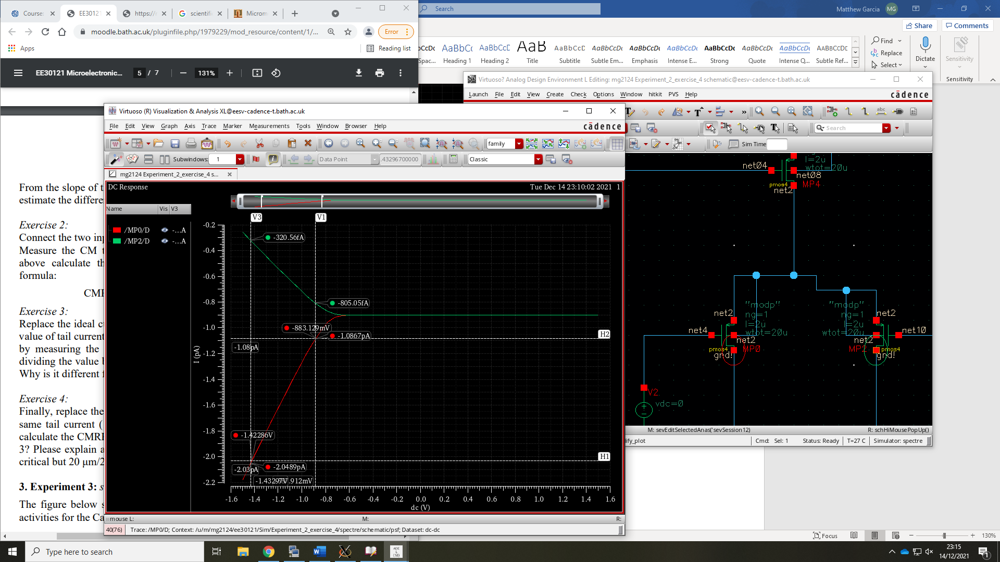 Course:
EE3012
https://
scientific
Microm
moodle.bath.ac.uk/pluginfile.php/1979229/mod_resource/content/1/...
Error
Apps
Reading list
EE30121 Microelectronic...
5 / 7
131%
Search
Matthew Garcia
MG
Share
Comments
AaBbCcDc
AaBbC
AaBbCcD
AaB
AaBbCcD
AaBbCcDc
AaBbCcDc
AaBbCcDc
AaBbCcDc
AaBbCcDc
AaBbCcDc
AaBbCcDc
Spac...
Heading 1
Heading 2
Title
Subtitle
Subtle Em...
Emphasis
Intense E...
Strong
Quote
Intense Q...
Subtle Ref...
Find
Replace
Select
Dictate
Sensitivity
Sensitivity
Virtuoso? Analog Design Environment L Editing: mg2124 Experiment_2_exercise_4 schematic@eesv-cadence-t.bath.ac.uk
Launch File Edit View Create Check Options Window hitkit PVS Help
cādence
abc
Search
Sim Time
From the slope of t
estimate the differe
Exercise 2:
Connect the two inp
Measure the CM t
above calculate th
formula:
CMR
Exercise 3:
Replace the ideal cu
value of tail current
by measuring the
dividing the value b
Why is it different f
Exercise 4:
Finally, replace the
same tail current (
calculate the CMRR
3? Please explain a
critical but 20 μm/2
3. Experiment 3: s
The figure below s
activities for the Ca
Virtuoso (R) Visualization & Analysis XL@eesv-cadence-t.bath.ac.uk
File Edit View Graph Axis Trace Marker Measurements Tools Window Browser Help
cādence
family
Subwindows: 1
Data Point
.43296700000
Classic
mg2124 Experiment_2_exercise_4 s...
DC Response
Tue Dec 14 23:10:02 2021 1
Name
Vis
V3
/MP0/D
-...A
/MP2/D
-...A
V3
V1
-0.2
-0.4
-0.6
-0.8
-1.0
-1.2
-1.4
-1.6
-1.8
-2.0
-2.2
I (pA)
-320.56fA
-805.05fA
-883.129mV
-1.0867pA
H2
-1.08pA
-1.42286V
H1
-2.03pA
-2.0489pA
-1.6 -1.4 -1.2 -1.0 -0.8 -0.6 -0.4 -0.2 0.0 0.2 0.4 0.6 0.8 1.0 1.2 1.4 1.6
dc (V)
mouse L:
M:
R:
40(76)
Trace: /MP0/D; Context: /u/m/mg2124/ee30121/Sim/Experiment_2_exercise_4/spectre/schematic/psf; Dataset: dc-dc
net04
l=2u
wtot=20u
net08
pmos4
MP4
net2
"modp"
ng=1
l=2u
wtot=20u
net2
net4
net2
pmos4
MP0
gnd!
"modp"
ng=1
l=2u
wtot=20u
net2
net10
net2
MP2
pmos4
gnd!
V2
vdc=0
M: sevEditSelectedAnas('sevSession12)
R: schHiMousePopUp()
ify_plot
Cmd: Sel: 1
Status: Ready
T=27 C
Simulator: spectre
Focus
130%
Type here to search
ADE
L
(10)
23:15
14/12/2021
1